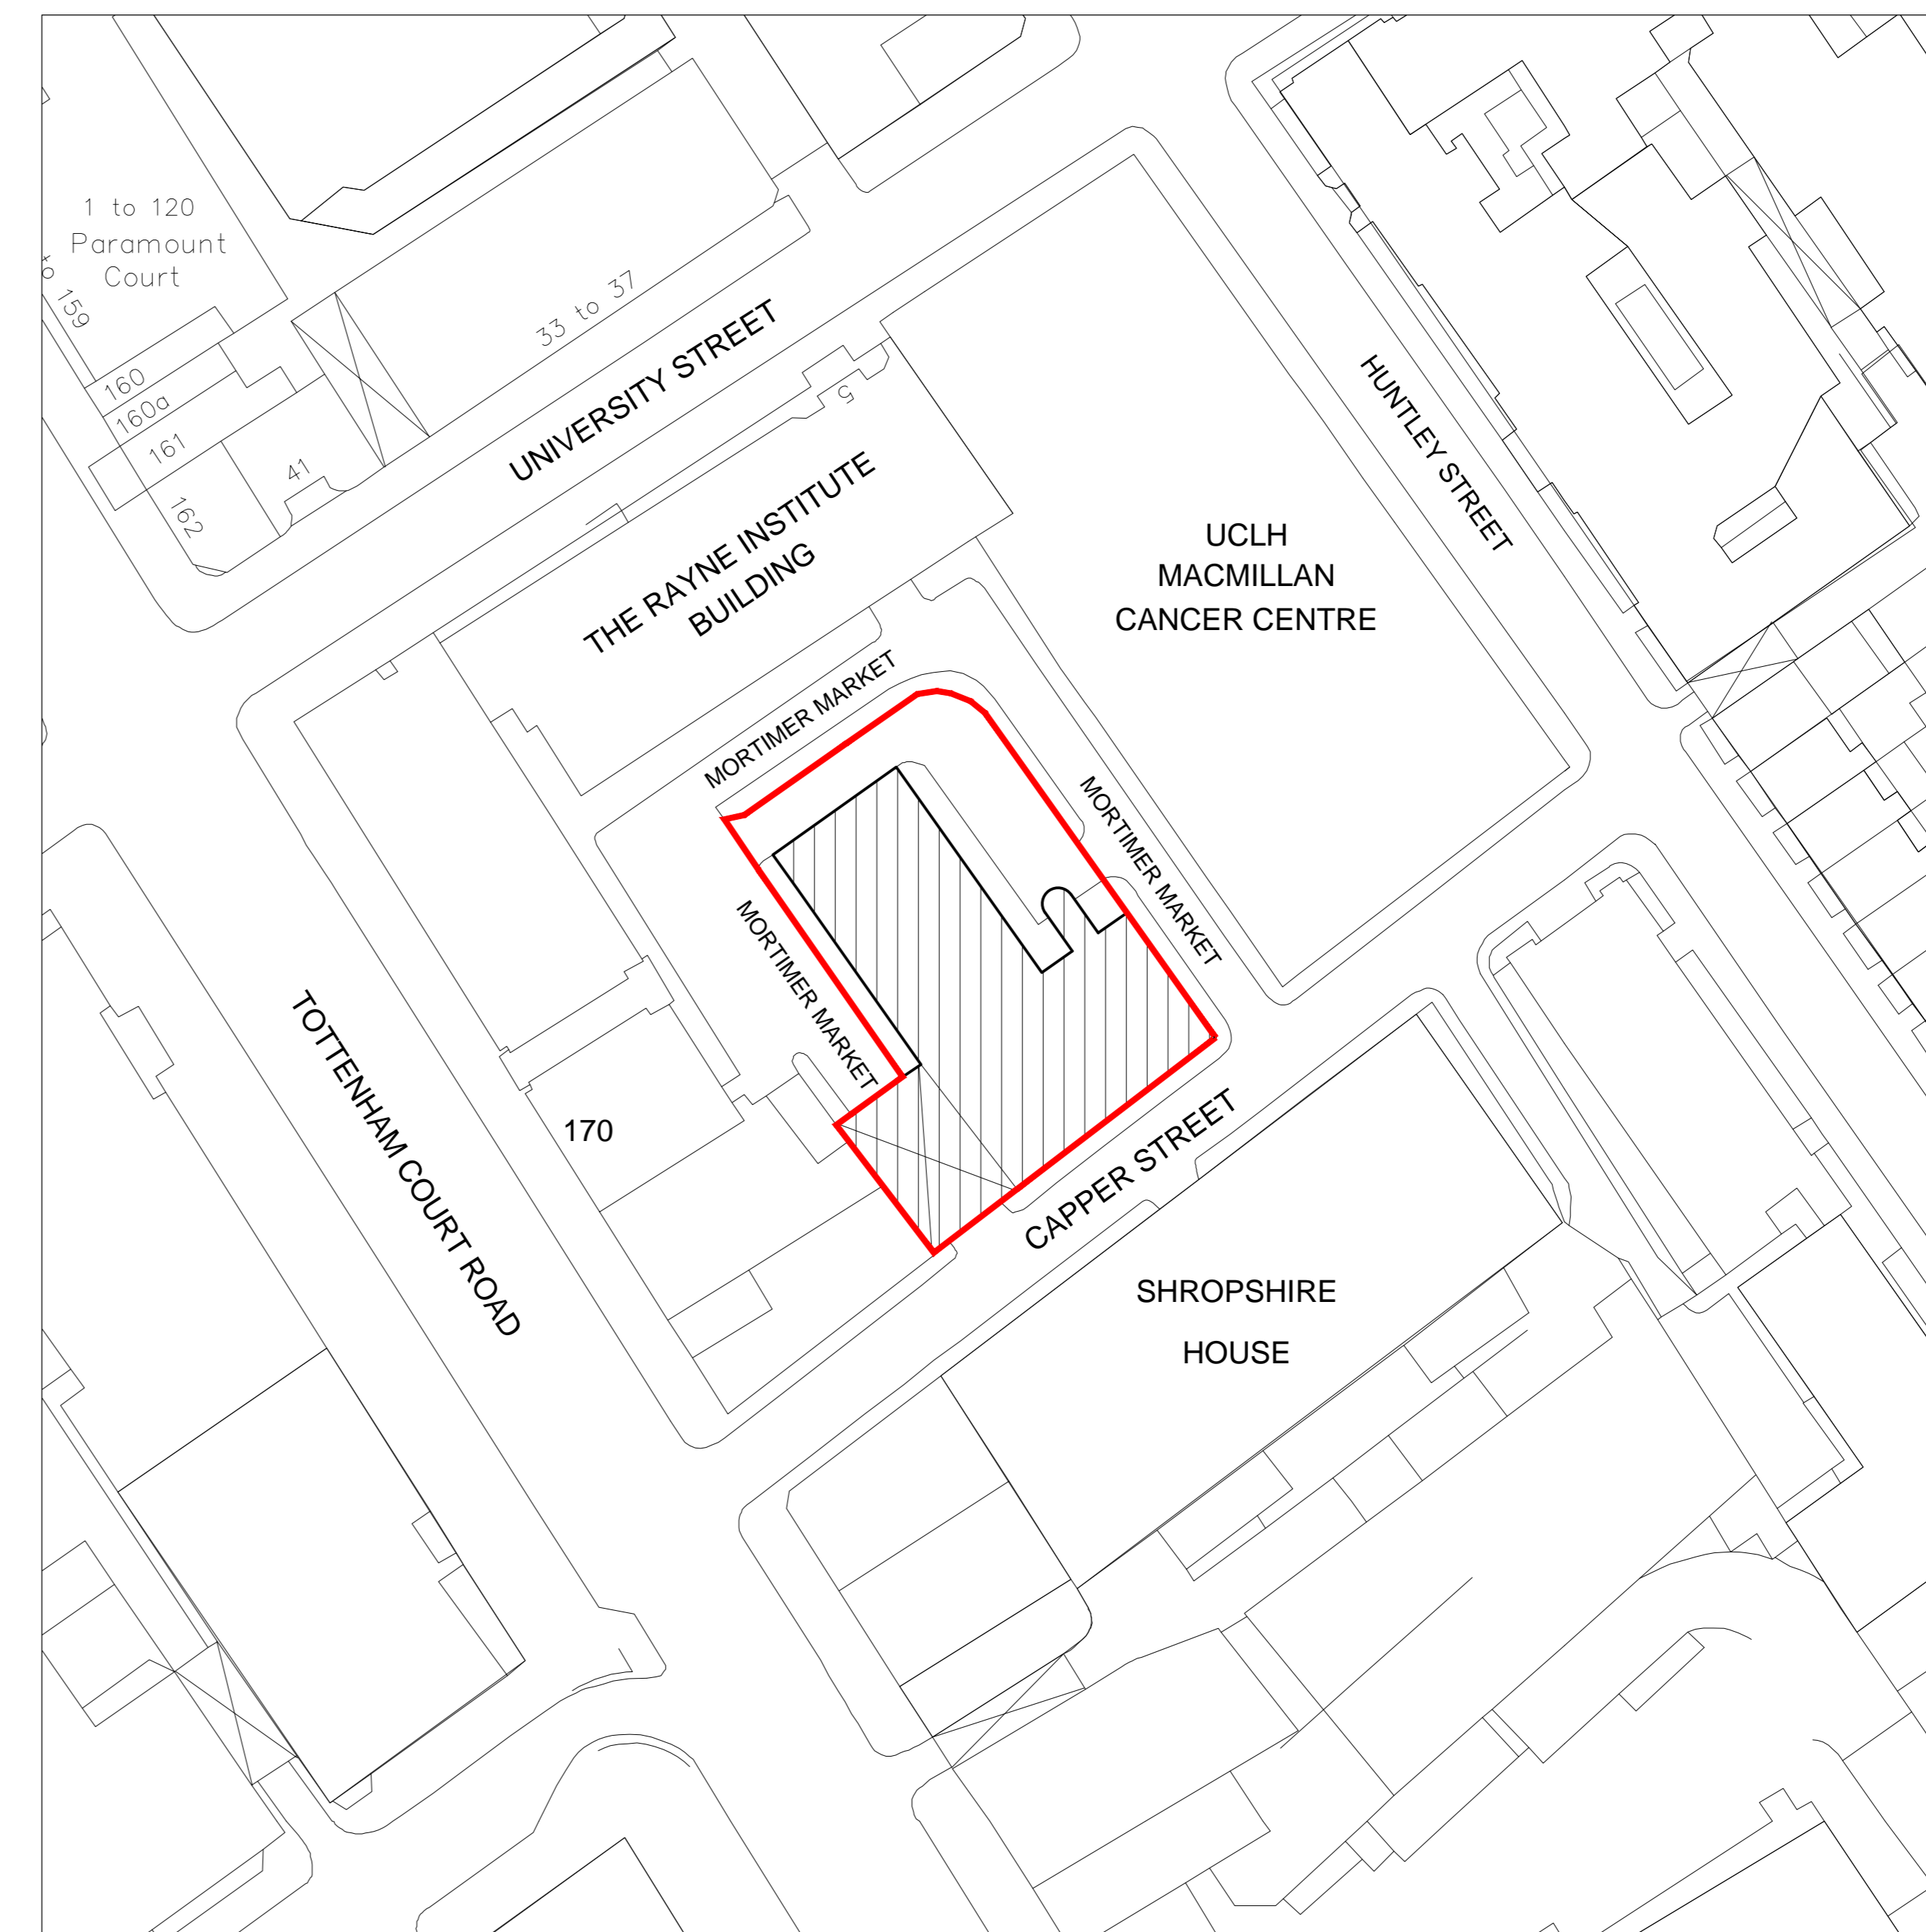 1 to 120
Paramount
Court
159
160
160a
161
162
41
33 to 37
UNIVERSITY STREET
5
THE RAYNE INSTITUTE
BUILDING
HUNTLEY STREET
UCLH
MACMILLAN
CANCER CENTRE
MORTIMER MARKET
MORTIMER MARKET
MORTIMER MARKET
TOTTENHAM COURT ROAD
170
CAPPER STREET
SHROPSHIRE
HOUSE